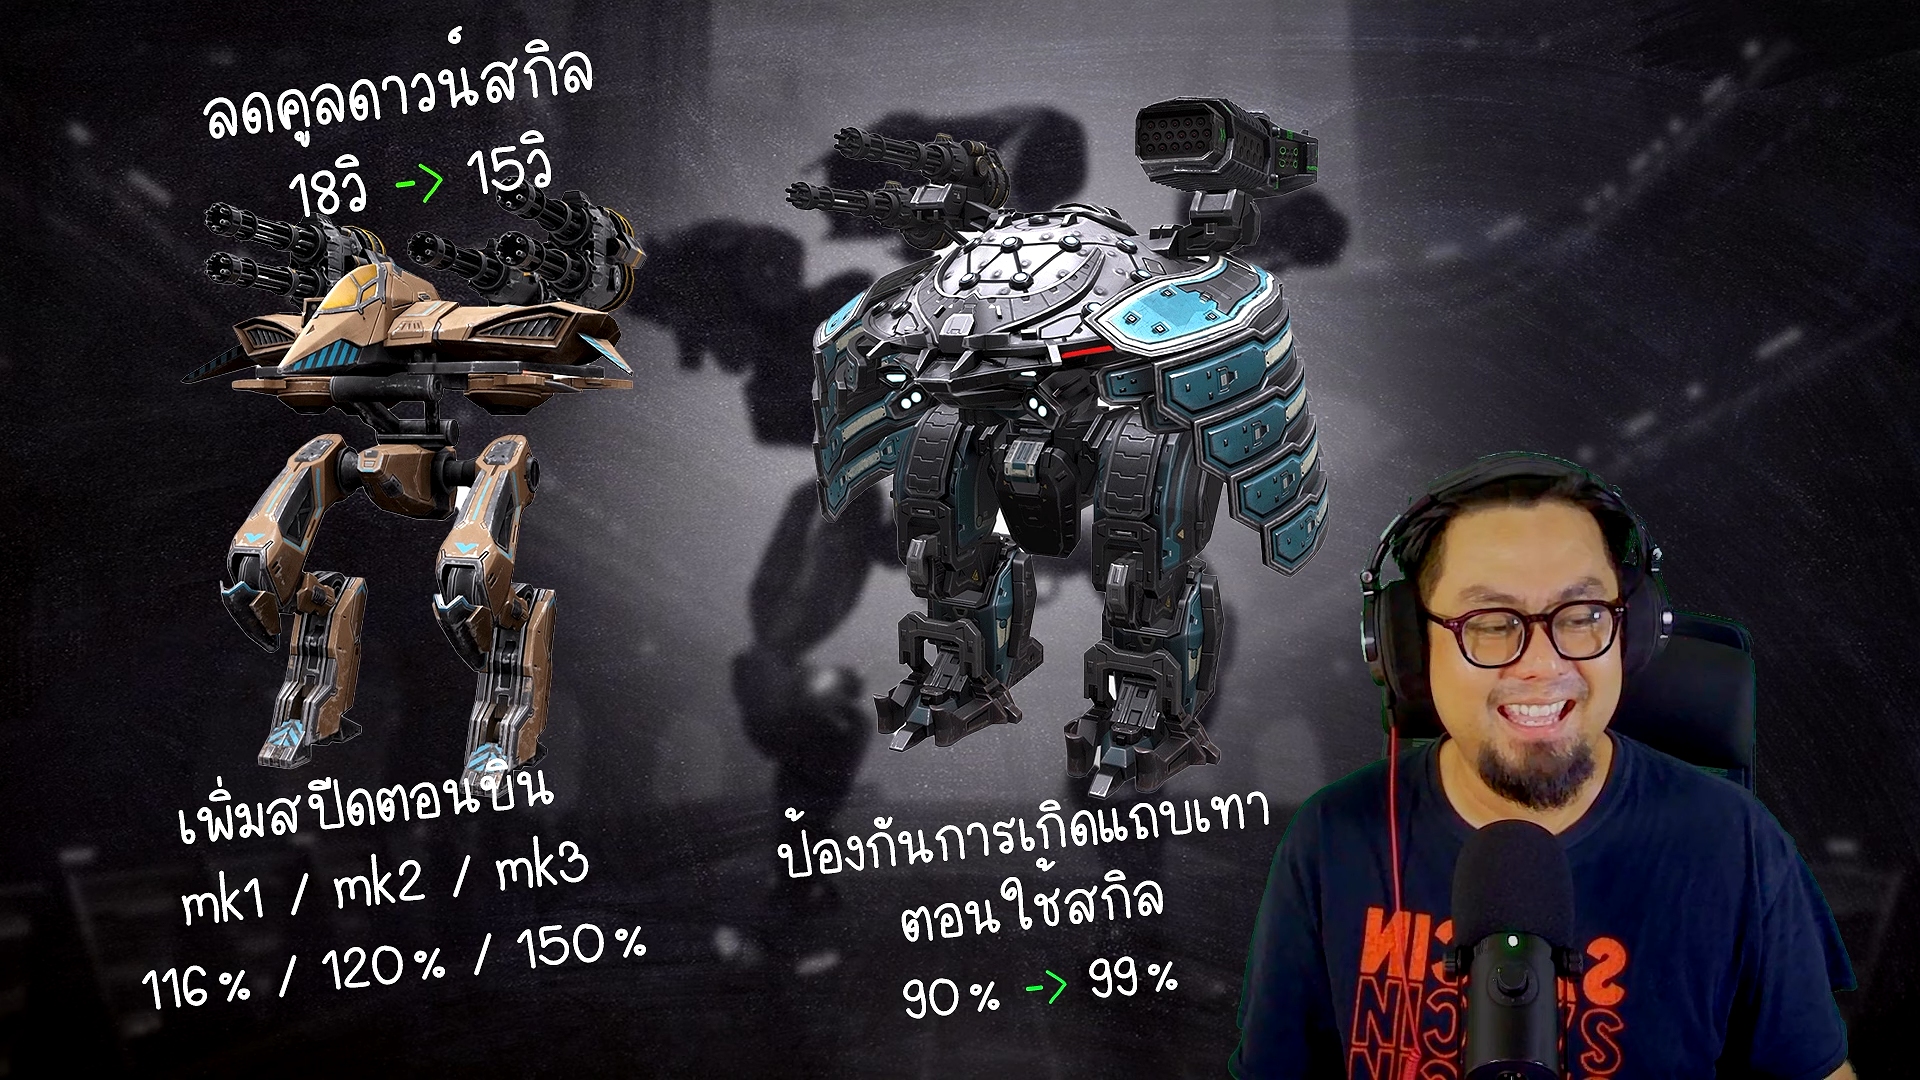 ลดคูลดาวน์สกิล
18วิ -> 15วิ
เพิ่มสปีดตอนบิน
mk1 / mk2 / mk3
116% / 120% / 150%
ป้องกันการเกิดแถบเทา
ตอนใช้สกิล
90% -> 99%